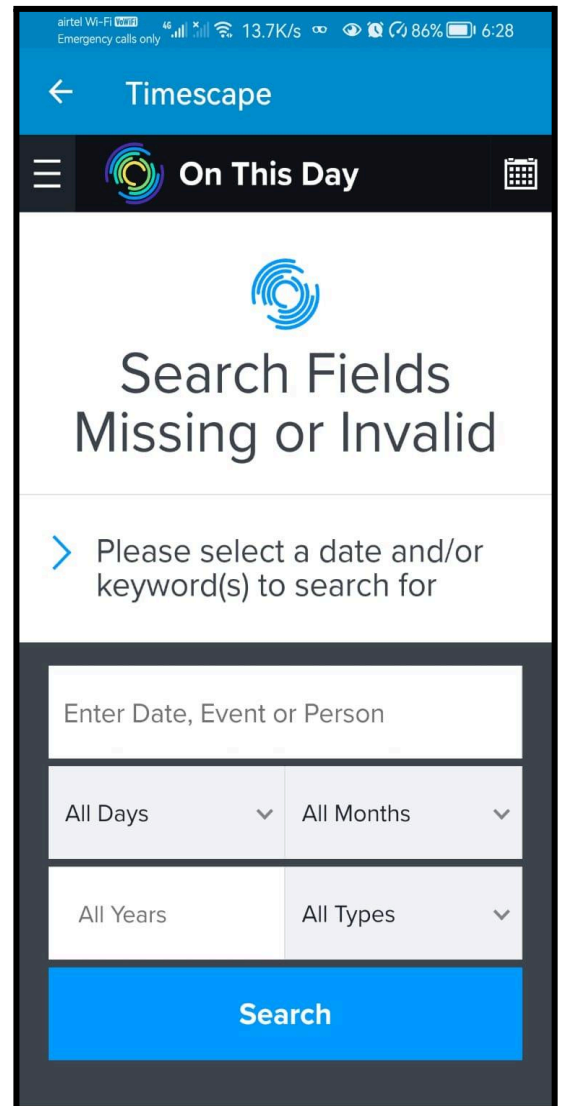 airtel Wi-Fi VoWiFi 4G 13.7K/s 86% 6:28
Emergency calls only
Timescape
On This Day
Search Fields
Missing or Invalid
Please select a date and/or
keyword(s) to search for
Enter Date, Event or Person
All Days All Months
All Years All Types
Search